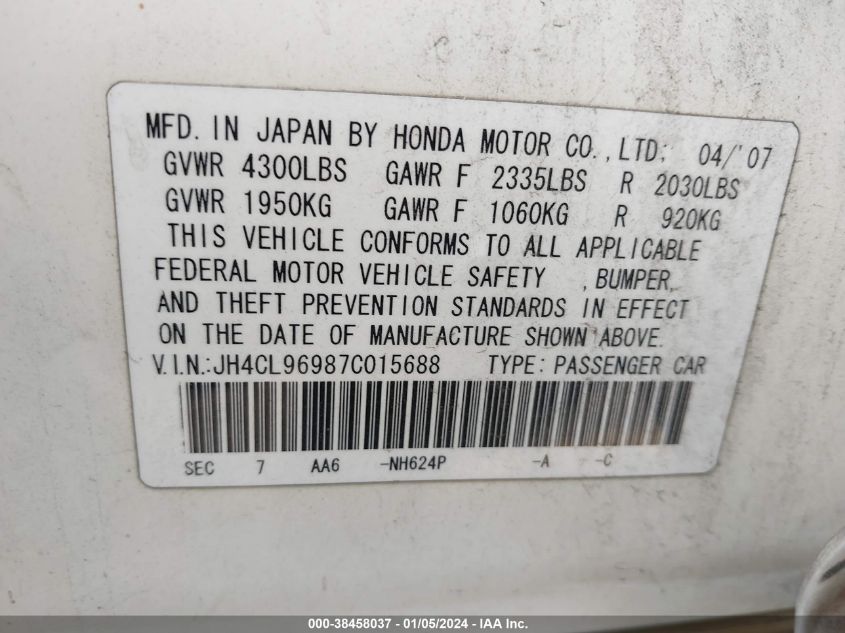 MFD. IN JAPAN BY HONDA MOTOR CO.,LTD; 04/'07
GVWR 4300LBS GAWR F 2335LBS R 2030LBS
GVWR 1950KG GAWR F 1060KG R 920KG
THIS VEHICLE CONFORMS TO ALL APPLICABLE
FEDERAL MOTOR VEHICLE SAFETY ,BUMPER,
AND THEFT PREVENTION STANDARDS IN EFFECT
ON THE DATE OF MANUFACTURE SHOWN ABOVE.
V.I.N.:JH4CL96987C015688 TYPE: PASSENGER CAR
SEC 7 AA6 -NH624P -A -C
000-38458037 - 01/05/2024 - IAA Inc.